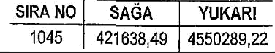 SIRA NO SAĞA YUKARI
1045 421638,49 4550289,22